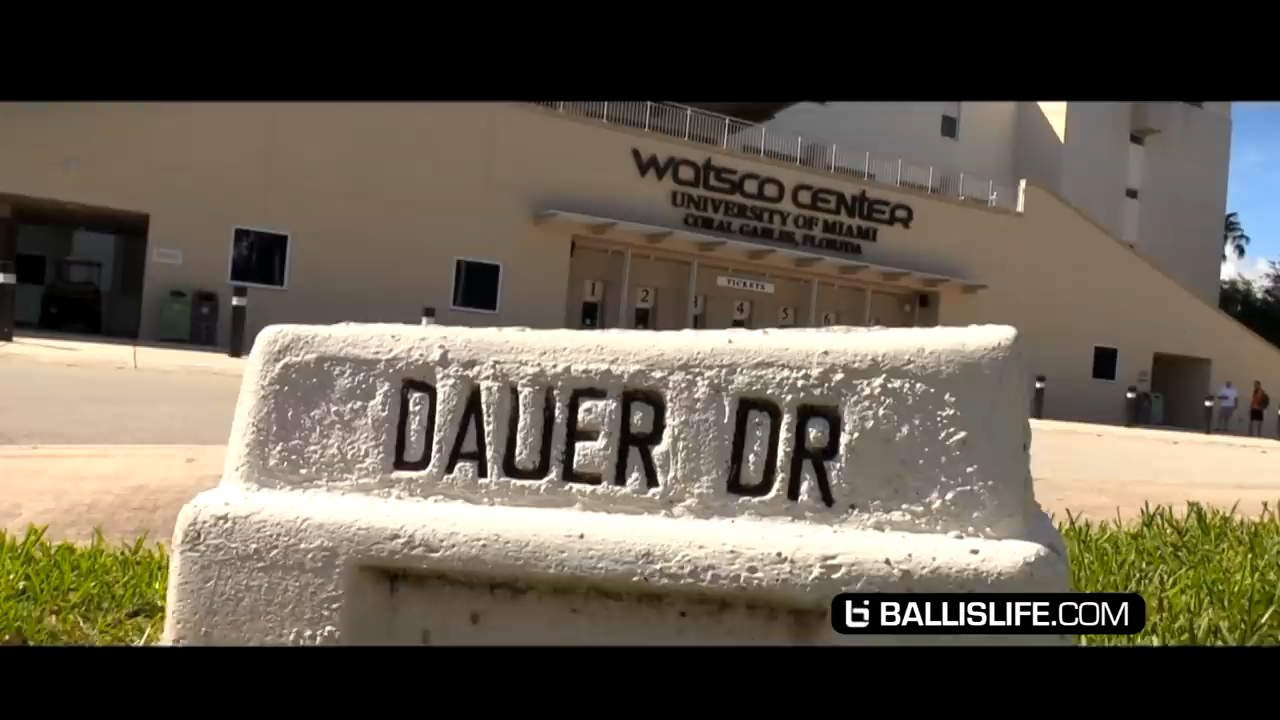 WATSCO CENTER
UNIVERSITY OF MIAMI
CORAL GABLES, FLORIDA
TICKETS
1 2 3 4 5 6
DAUER DR
BALLISLIFE.COM